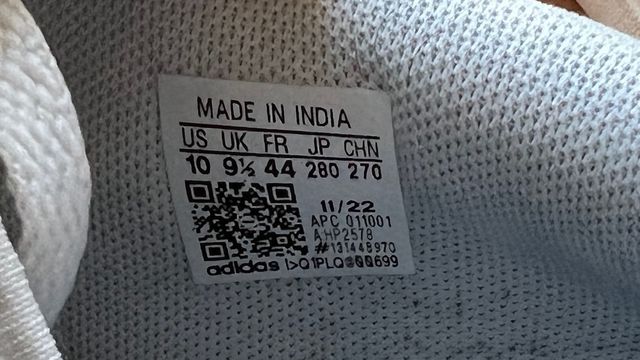 MADE IN INDIA
US UK FR JP CHN
10 9½ 44 280 270
11/22
APC 011001
AHP2578
#131448970
adidas